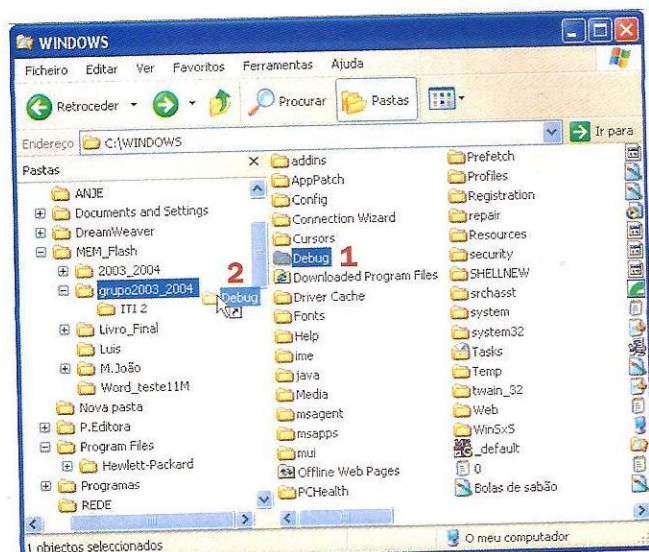 WINDOWS
Ficheiro Editar Ver Favoritos Ferramentas Ajuda
Retroceder Procurar Pastas
Endereço C:\WINDOWS Ir para
Pastas
ANJE
Documents and Settings
DreamWeaver
MEM_Flash
2003_2004
grupo2003_2004
ITI 2
Livro_Final
Luis
M.João
Word_teste11M
Nova pasta
P.Editora
Program Files
Hewlett-Packard
Programas
REDE
2
Debug
addins
AppPatch
Config
Connection Wizard
Cursors
Debug 1
Downloaded Program Files
Driver Cache
Fonts
Help
ime
java
Media
msagent
msapps
mui
Offline Web Pages
PCHealth
Prefetch
Profiles
Registration
repair
Resources
security
SHELLNEW
srchasst
system
system32
Tasks
Temp
twain_32
Web
WinSxS
_default
0
Bolas de sabão
1 objectos seleccionados O meu computador